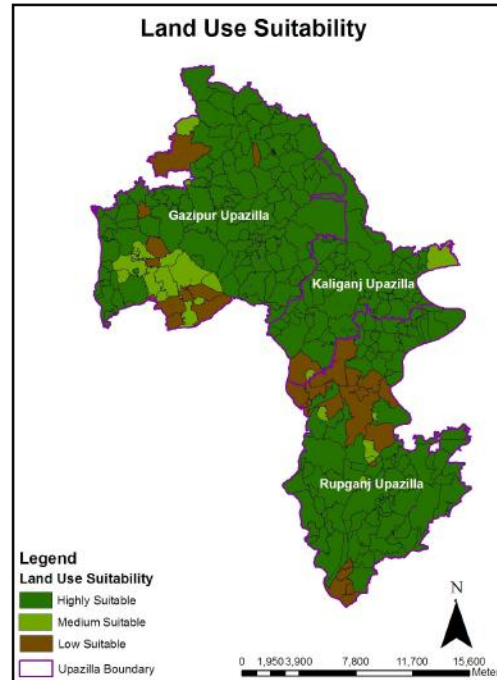 Land Use Suitability
Gazipur Upazilla
Kaliganj Upazilla
Rupganj Upazilla
Legend
Land Use Suitability
Highly Suitable
Medium Suitable
Low Suitable
Upazilla Boundary
N
0 1,950 3,900 7,800 11,700 15,600
Meter